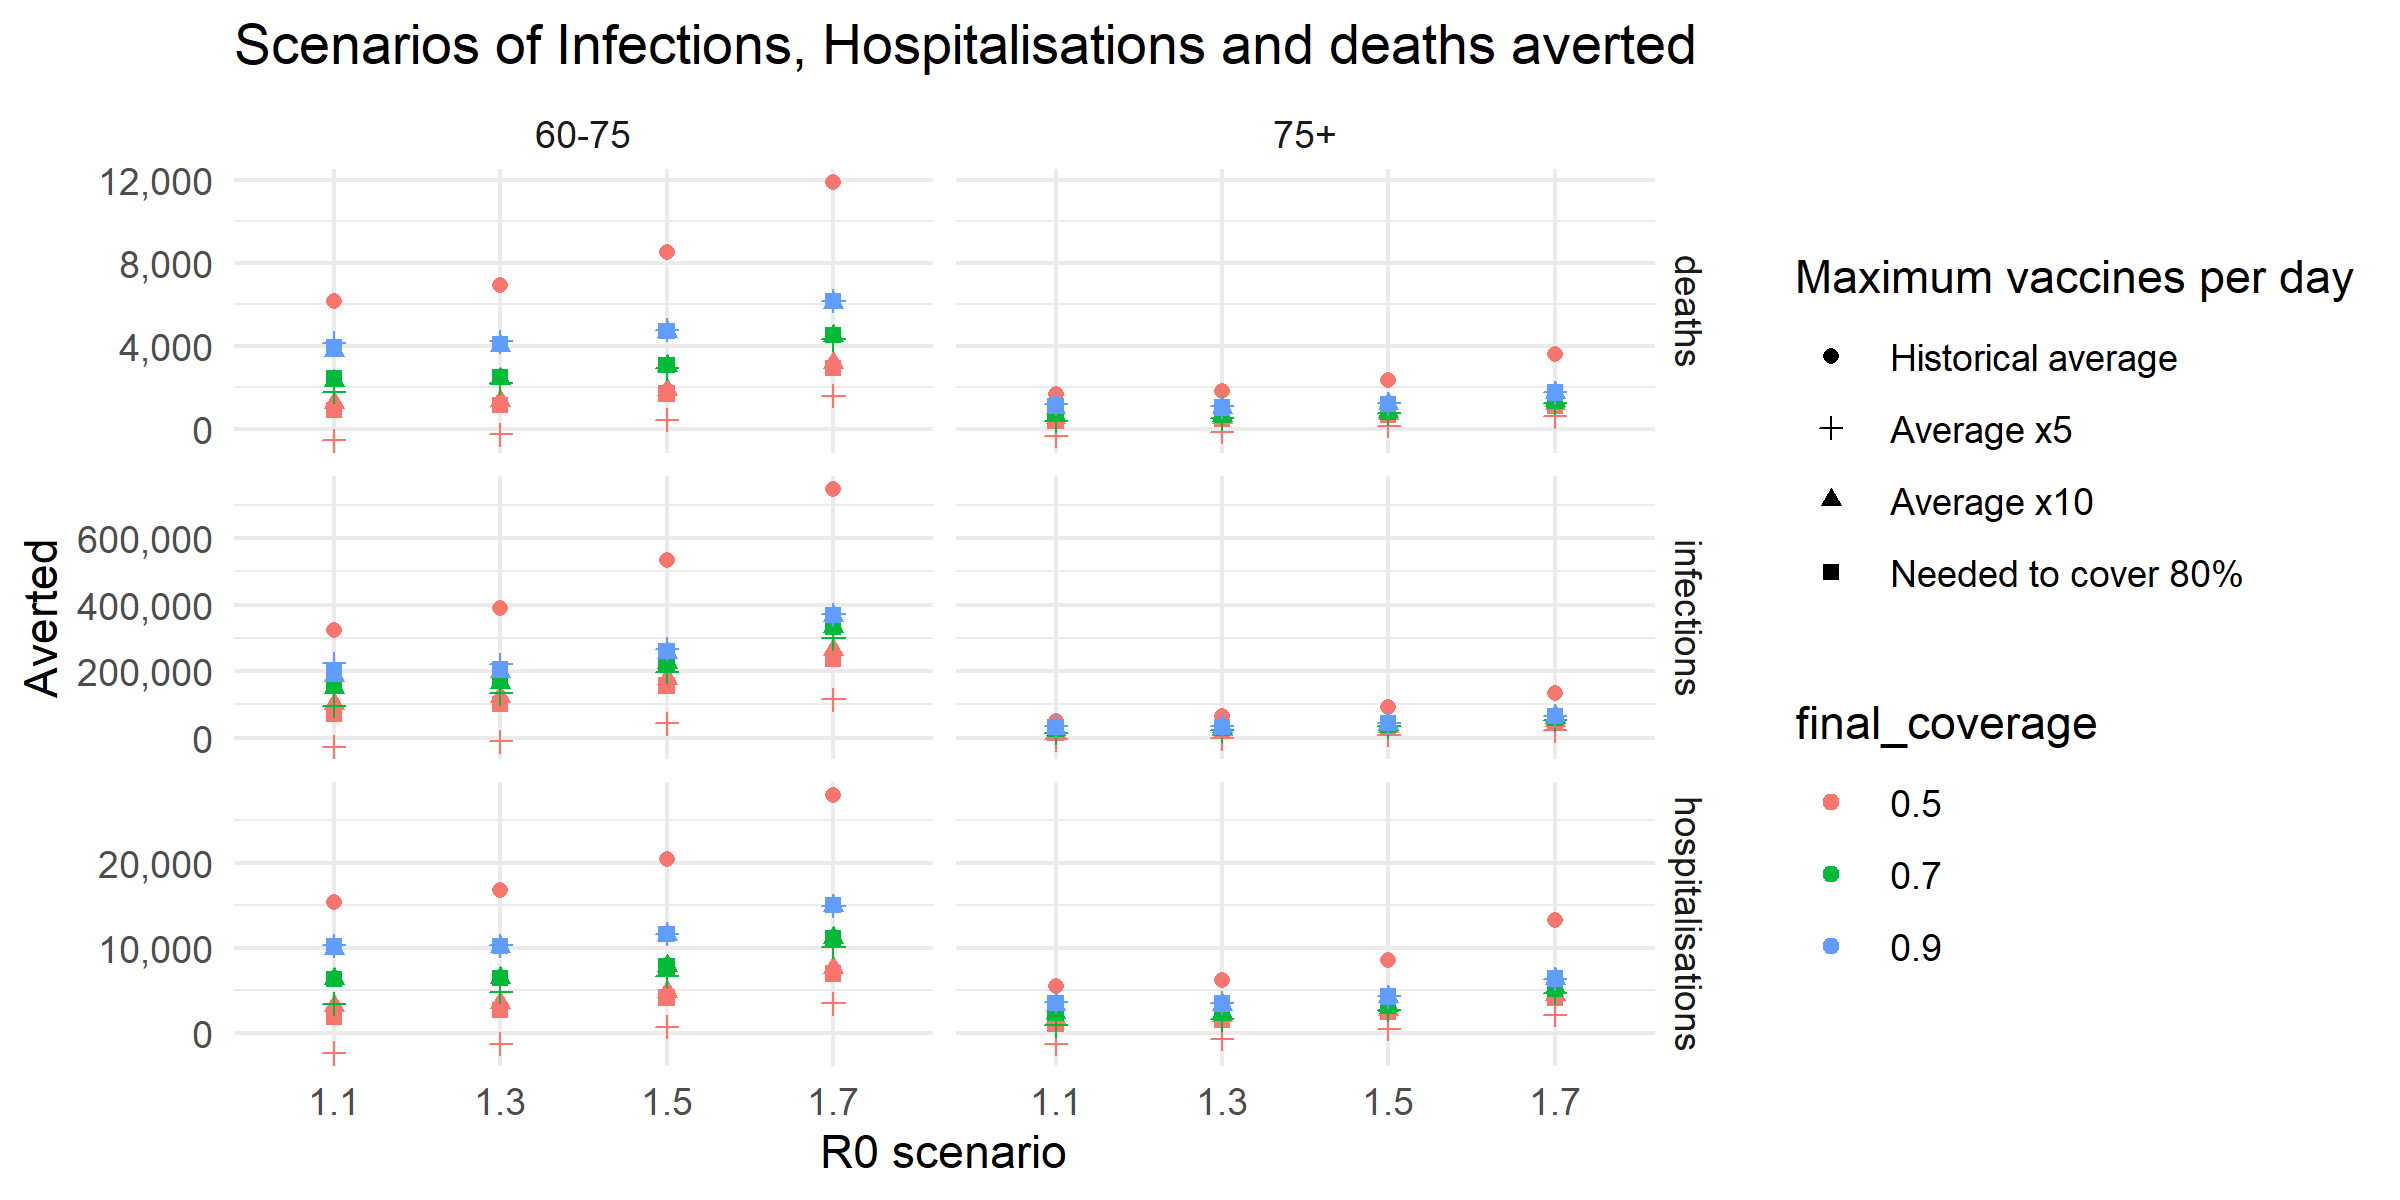 Scenarios of Infections, Hospitalisations and deaths averted
60-75
75+
12,000
8,000
4,000
0
deaths
600,000
400,000
200,000
0
infections
20,000
10,000
0
hospitalisations
Averted
1.1 1.3 1.5 1.7
1.1 1.3 1.5 1.7
R0 scenario
Maximum vaccines per day
Historical average
Average x5
Average x10
Needed to cover 80%
final_coverage
0.5
0.7
0.9